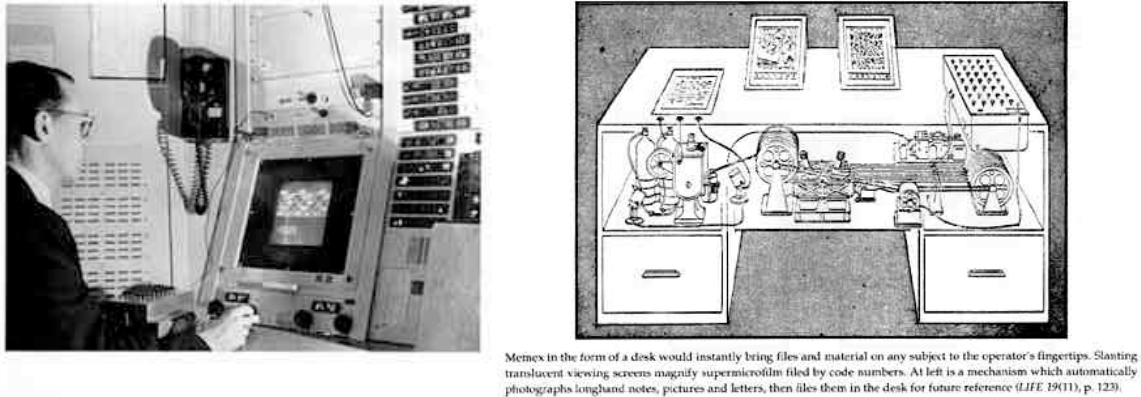 Memex in the form of a desk would instantly bring files and material on any subject to the operator's fingertips. Slanting
translucent viewing screens magnify supermicrofilm filed by code numbers. At left is a mechanism which automatically
photographs longhand notes, pictures and letters, then files them in the desk for future reference (LIFE 19(11), p. 123).